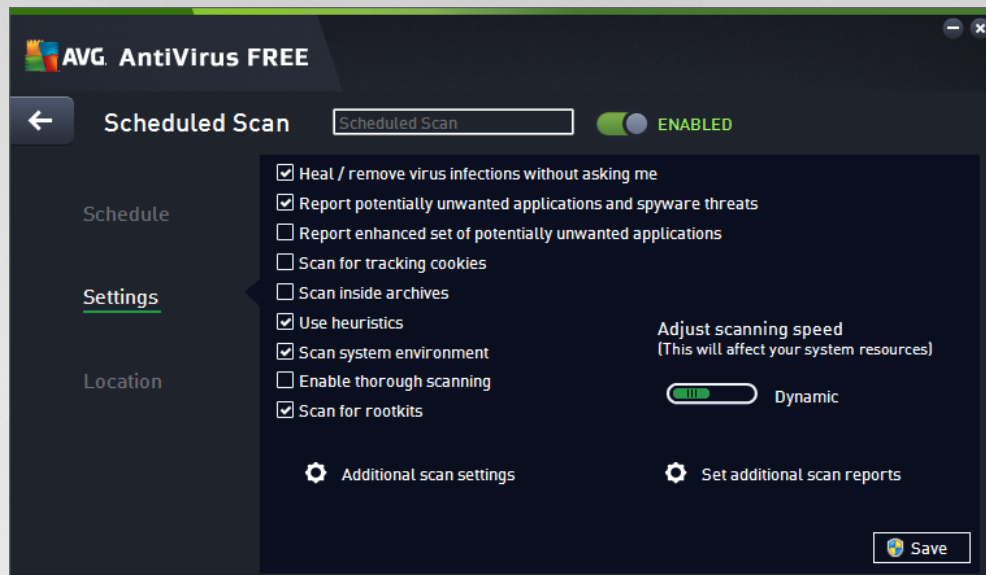 AVG. AntiVirus FREE
Scheduled Scan
Scheduled Scan
ENABLED
Schedule
Settings
Location
Heal / remove virus infections without asking me
Report potentially unwanted applications and spyware threats
Report enhanced set of potentially unwanted applications
Scan for tracking cookies
Scan inside archives
Use heuristics
Scan system environment
Enable thorough scanning
Scan for rootkits
Adjust scanning speed
(This will affect your system resources)
Dynamic
Additional scan settings
Set additional scan reports
Save